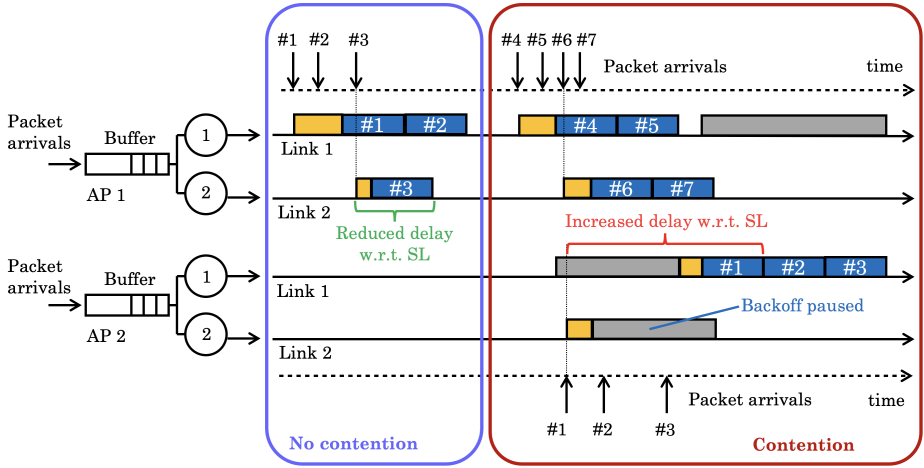 #1 #2 #3
#4 #5 #6 #7
Packet arrivals
time
Packet
arrivals
Buffer
1
#1 #2
#4 #5
Link 1
AP 1
2
#3
#6 #7
Link 2
Reduced delay
w.r.t. SL
Increased delay w.r.t. SL
Packet
arrivals
Buffer
1
#1 #2 #3
Link 1
Backoff paused
AP 2
2
Link 2
Packet arrivals
time
#1 #2 #3
No contention
Contention